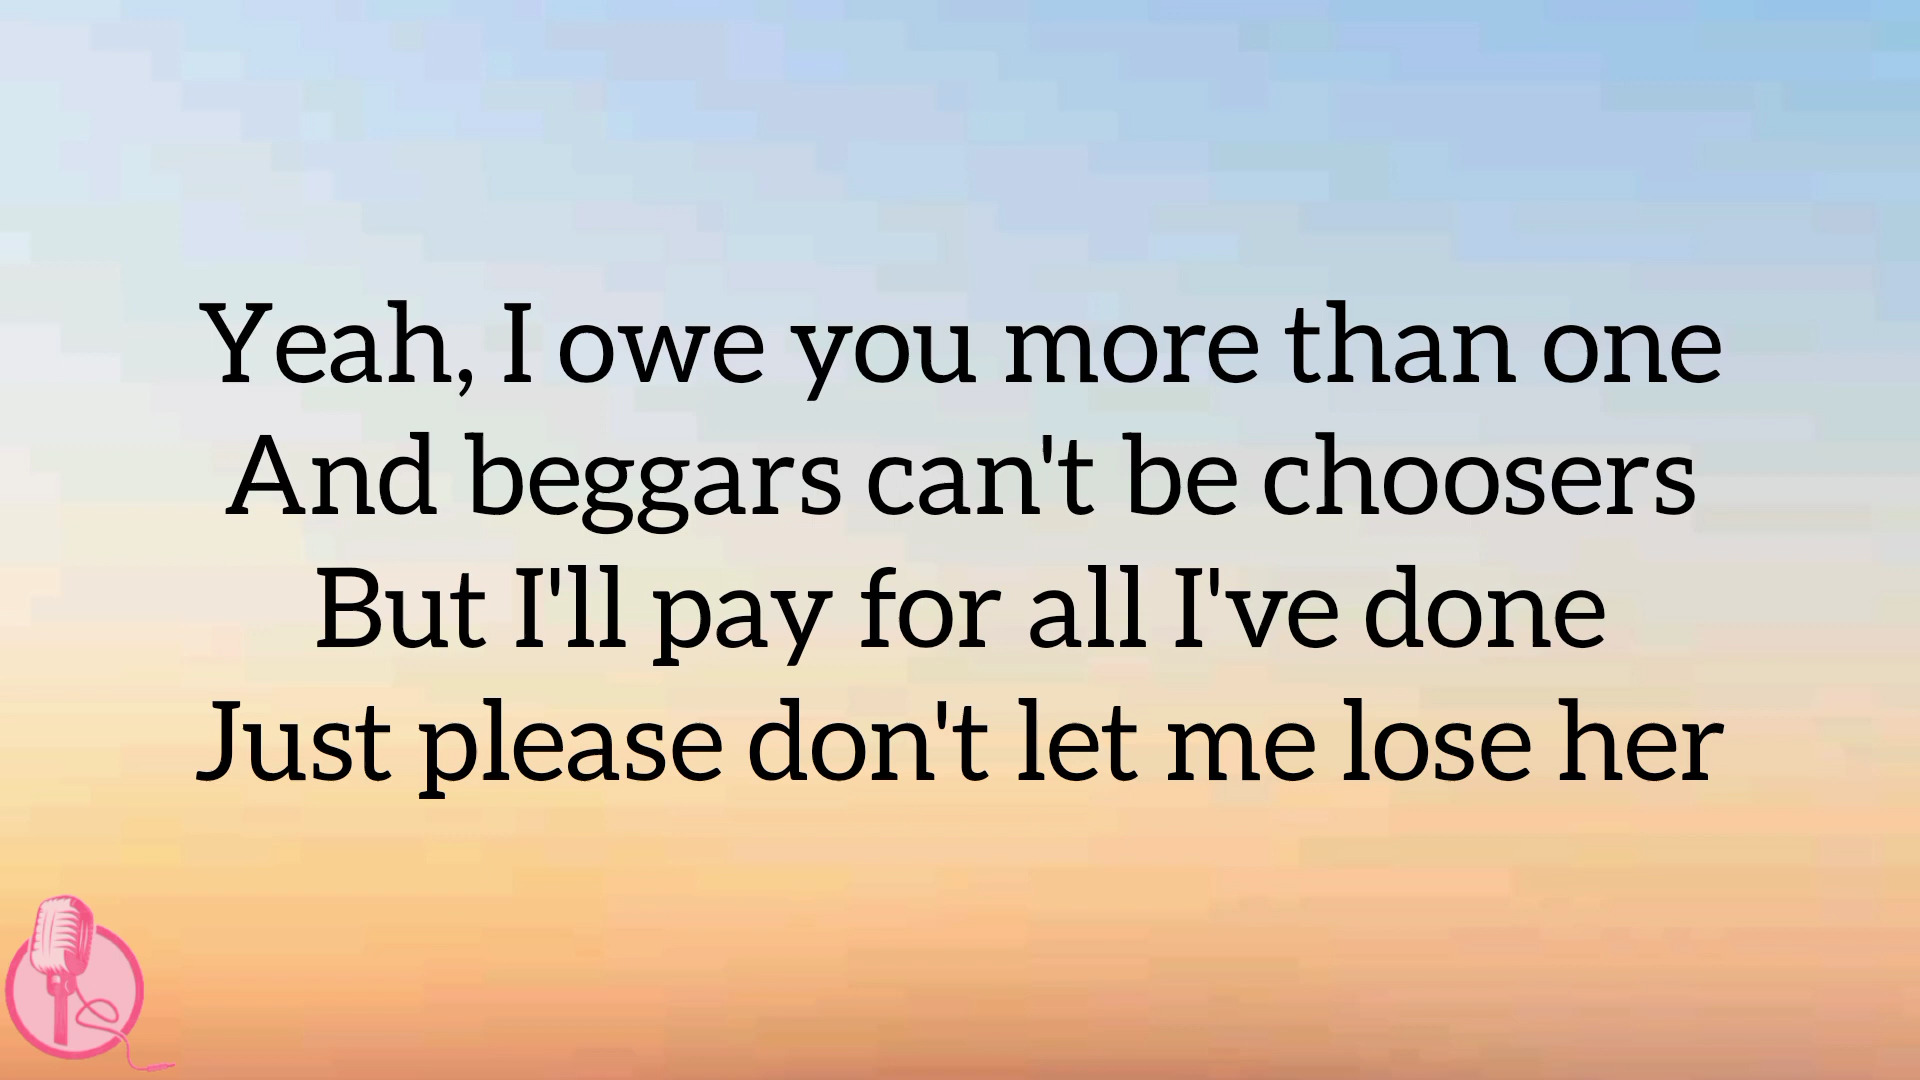 Yeah, I owe you more than one
And beggars can't be choosers
But I'll pay for all I've done
Just please don't let me lose her